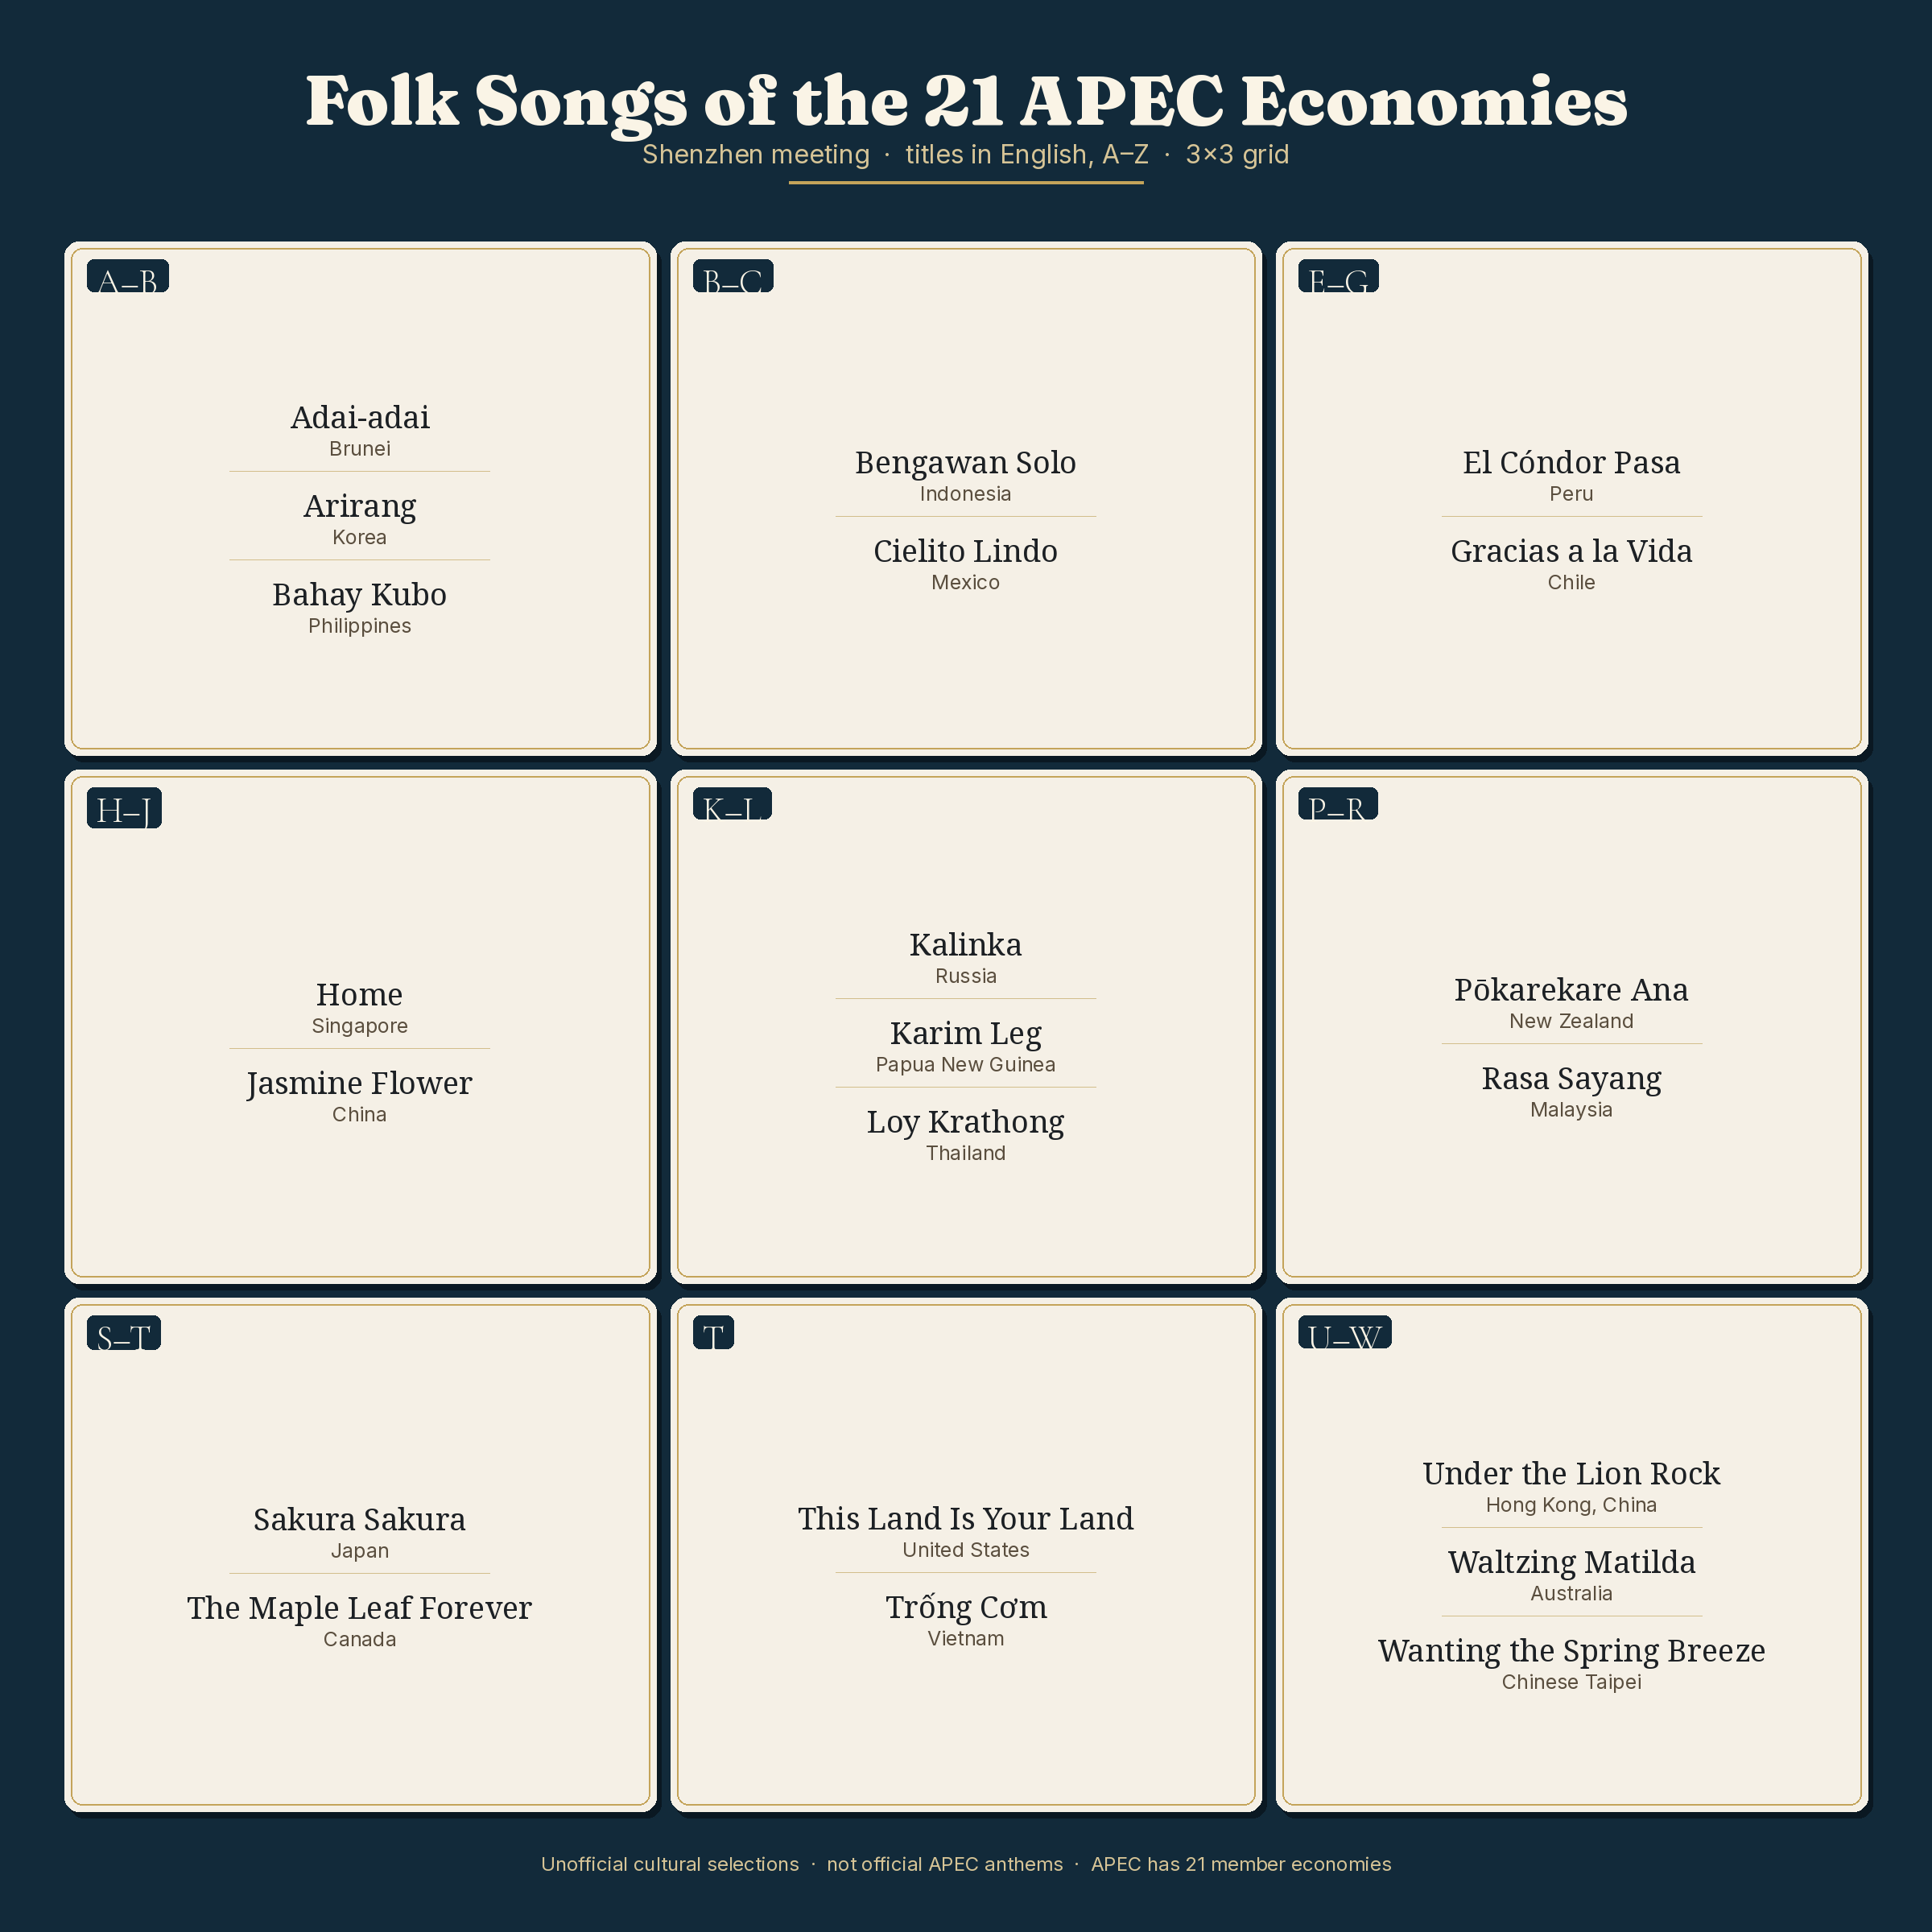 Folk Songs of the 21 APEC Economies
Shenzhen meeting · titles in English, A–Z · 3×3 grid
A–B
Adai-adai
Brunei
Arirang
Korea
Bahay Kubo
Philippines
B–C
Bengawan Solo
Indonesia
Cielito Lindo
Mexico
E–G
El Cóndor Pasa
Peru
Gracias a la Vida
Chile
H–J
Home
Singapore
Jasmine Flower
China
K–L
Kalinka
Russia
Karim Leg
Papua New Guinea
Loy Krathong
Thailand
P–R
Pōkarekare Ana
New Zealand
Rasa Sayang
Malaysia
S–T
Sakura Sakura
Japan
The Maple Leaf Forever
Canada
T
This Land Is Your Land
United States
Trống Cơm
Vietnam
U–W
Under the Lion Rock
Hong Kong, China
Waltzing Matilda
Australia
Wanting the Spring Breeze
Chinese Taipei
Unofficial cultural selections · not official APEC anthems · APEC has 21 member economies